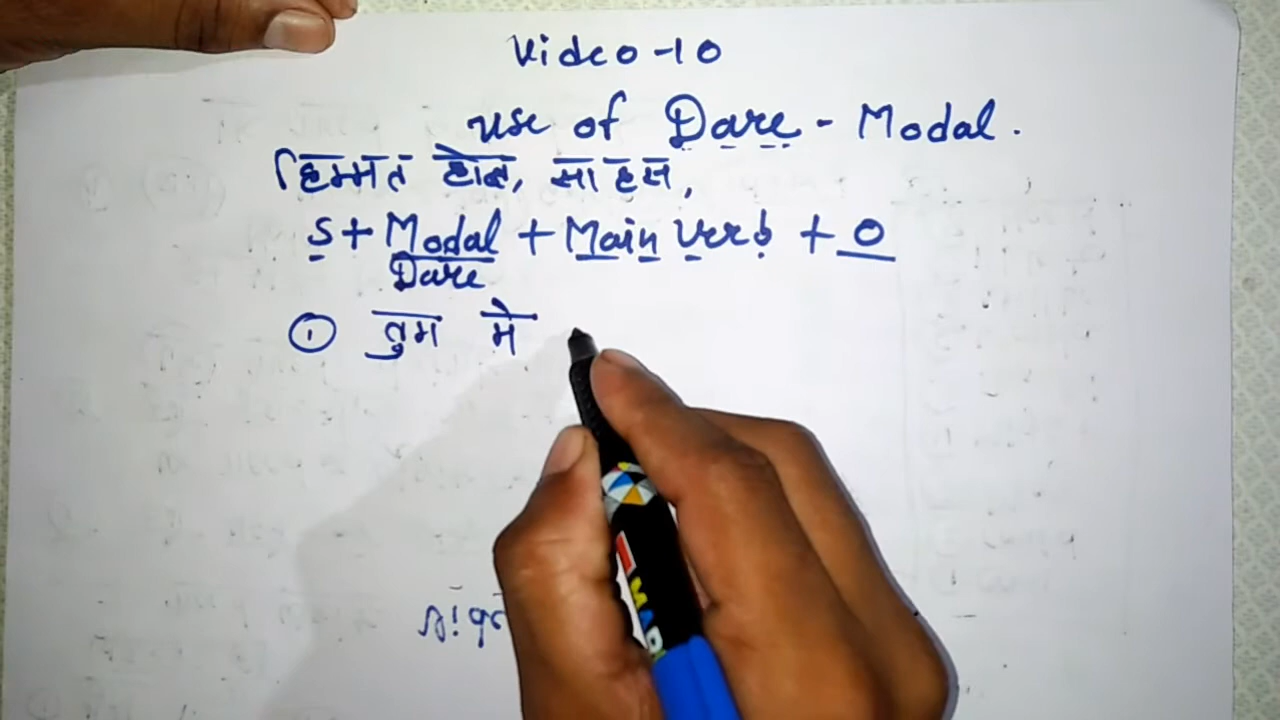 Video-10
use of Dare - Modal.
हिम्मत होना, साहस,
S + Modal + Main Verb + O
Dare
① तुम मे